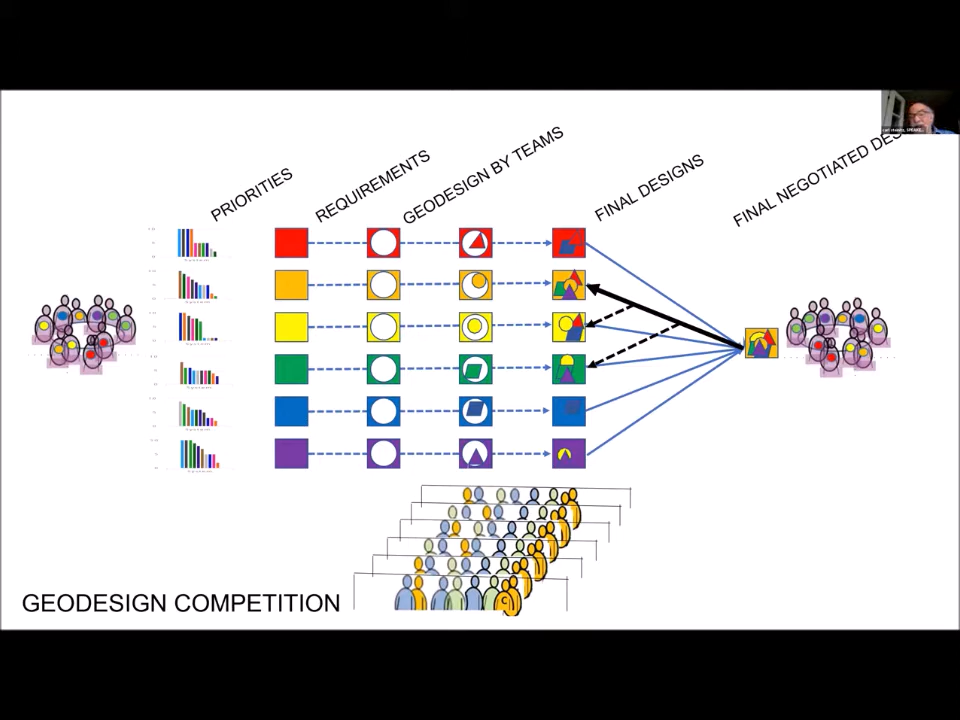 PRIORITIES
REQUIREMENTS
GEODESIGN BY TEAMS
FINAL DESIGNS
FINAL NEGOTIATED DES
C
GEODESIGN COMPETITION